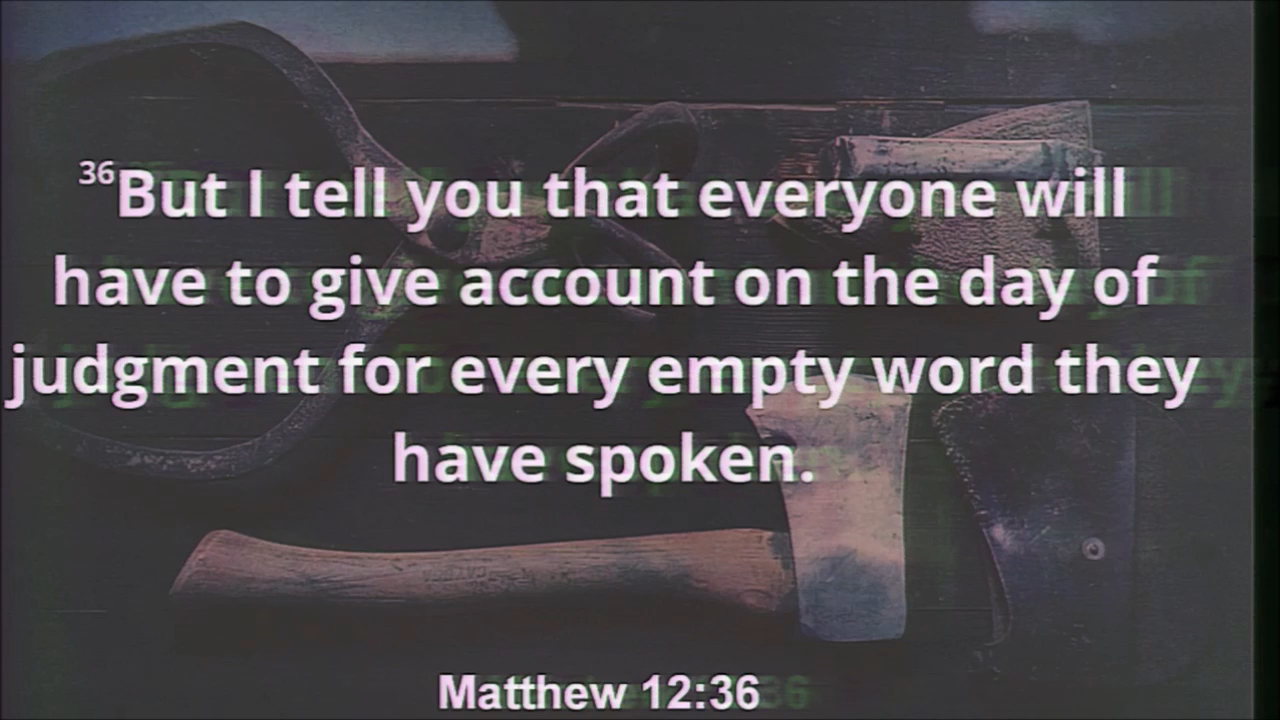 36But I tell you that everyone will
have to give account on the day of
judgment for every empty word they
have spoken.
Matthew 12:36